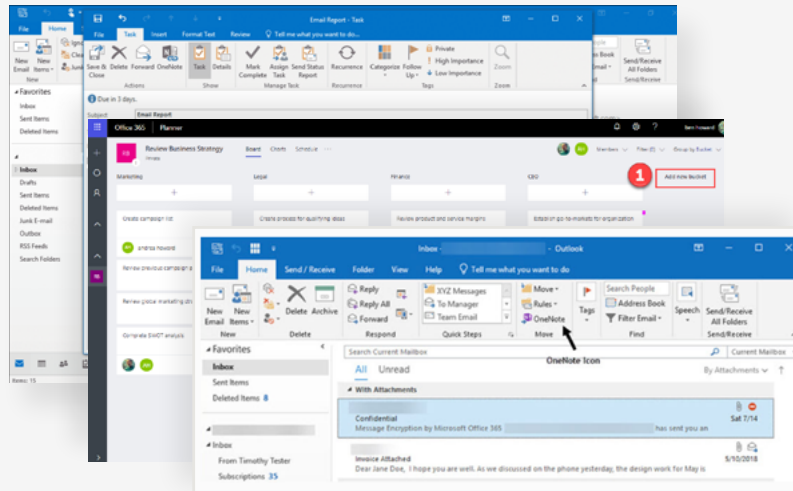 Email Report - Task
File Home
File Task Insert Format Text Review Tell me what you want to do...
New New
Email Items
New
Save & Delete Forward OneNote
Close
Actions
Task Details
Show
Mark Assign Send Status
Complete Task Report
Manage Task
Recurrence
Recurrence
Categorize Follow
Up
Private
High Importance
Low Importance
Tags
Zoom
Zoom
Send/Receive
All Folders
Send/Receive
Due in 3 days.
Subject Email Report
Favorites
Inbox
Sent Items
Deleted Items
Inbox
Drafts
Sent Items
Deleted Items
Junk E-mail
Outbox
RSS Feeds
Search Folders
Items: 15
Office 365 Planner
Review Business Strategy
Board Charts Schedule
Members Filter (0) Group by Bucket
Marketing Legal Finance CEO
1
Add new bucket
Create campaign list
Create process for qualifying ideas
Review product and service margins
Establish go-to-markets for organization
andrea howard
Review previous campaign
Review global marketing
Complete SWOT analysis
Inbox - - Outlook
File Home Send / Receive Folder View Help Tell me what you want to do
New New
Email Items
New
Delete Archive
Delete
Reply
Reply All
Forward
Respond
XYZ Messages
To Manager
Team Email
Quick Steps
Move
Rules
OneNote
Move
Tags
Search People
Address Book
Filter Email
Find
Speech
Speech
Send/Receive
All Folders
Send/Receive
OneNote Icon
Favorites
Inbox
Sent Items
Deleted Items 8
Inbox
From Timothy Tester
Subscriptions 35
Search Current Mailbox Current Mailbox
All Unread By Attachments
With Attachments
Confidential Sat 7/14
Message Encryption by Microsoft Office 365 has sent you an
Invoice Attached 5/10/2018
Dear Jane Doe, I hope you are well. As we discussed on the phone yesterday, the design work for May is